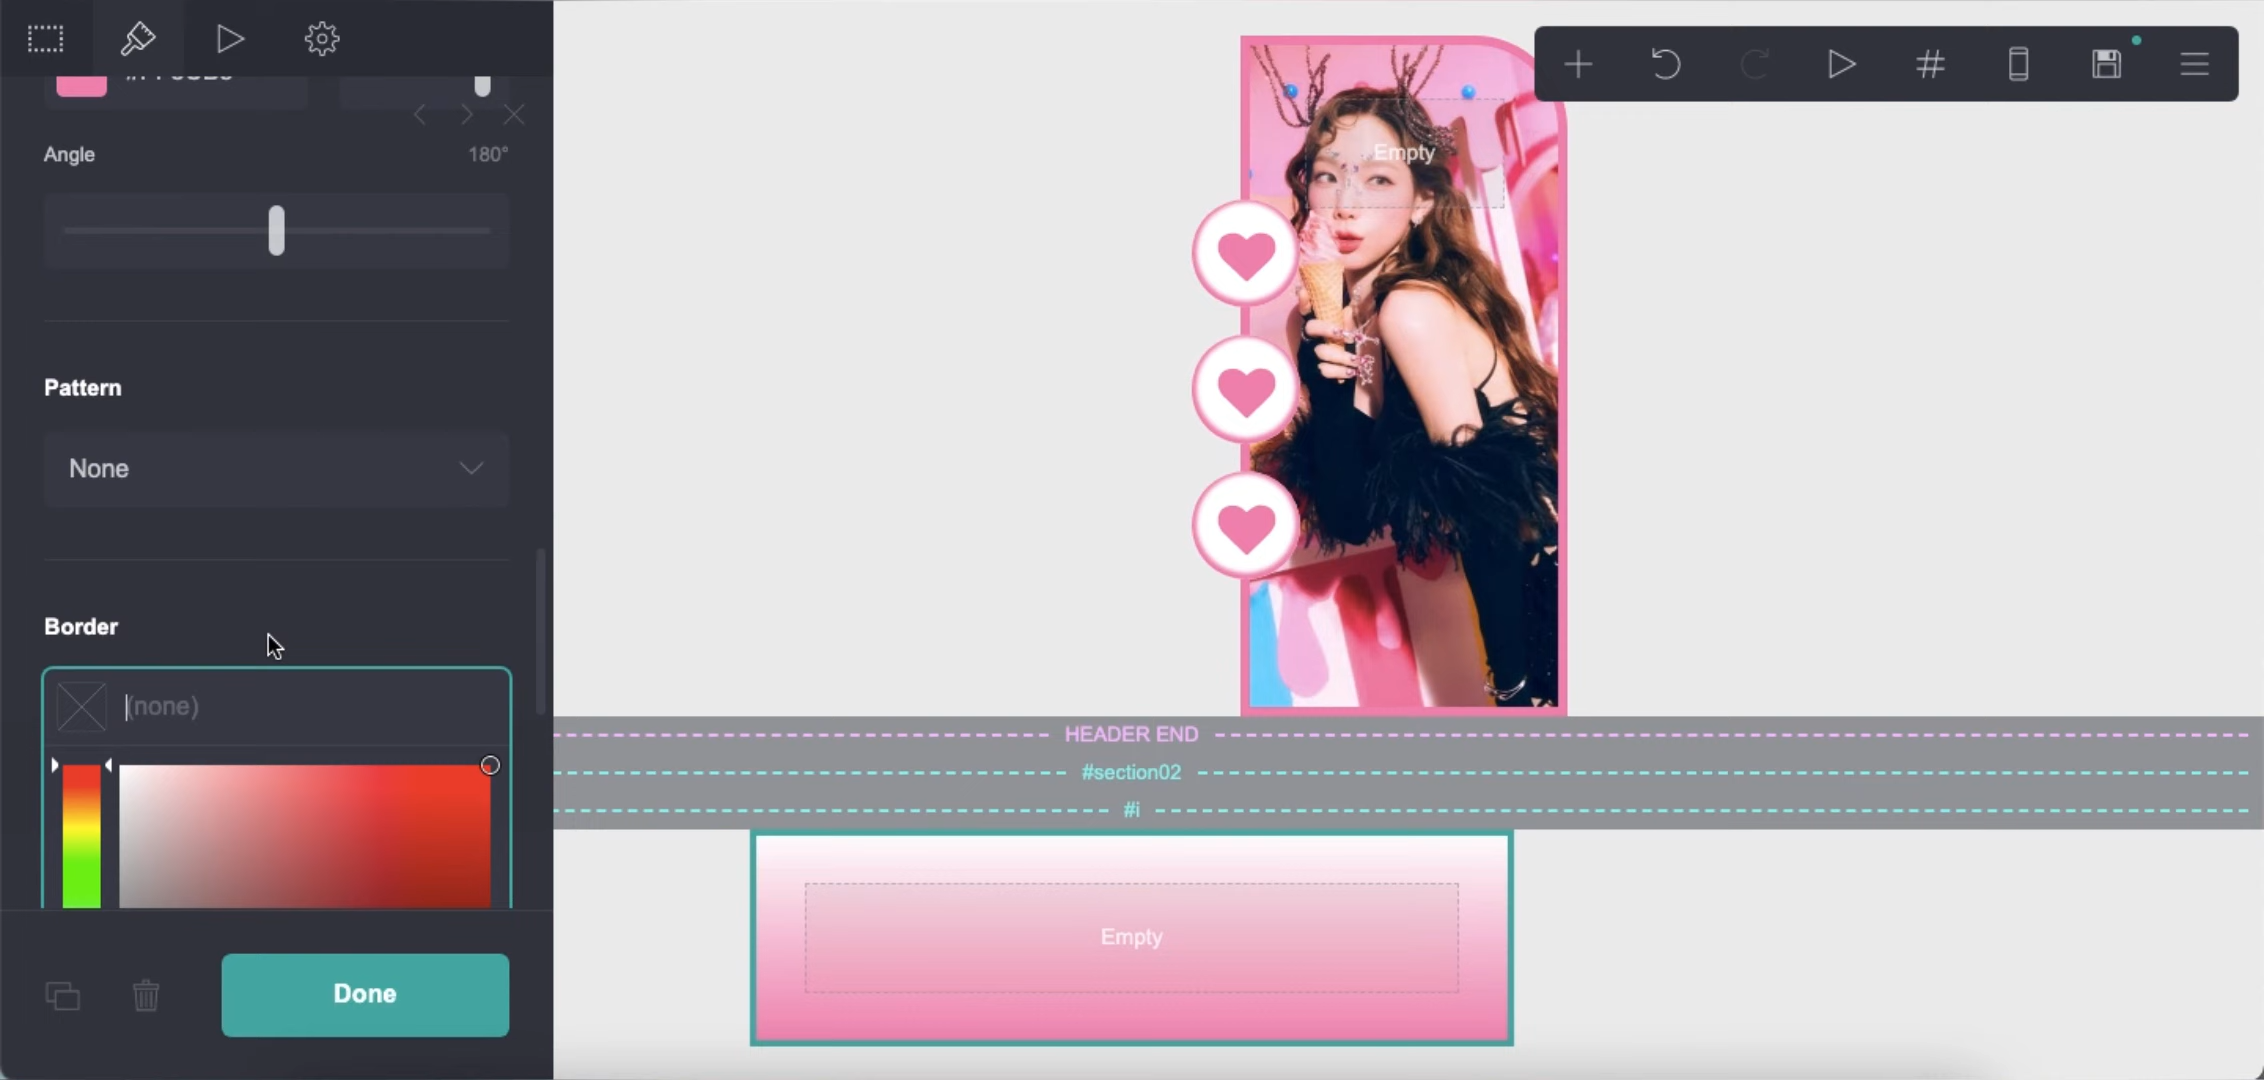 Angle
180°
Pattern
None
Border
(none)
Done
Empty
HEADER END
#section02
#i
Empty